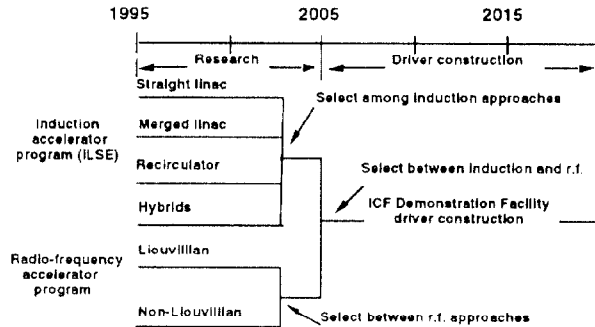 1995 2005 2015
Research Driver construction
Straight linac
Select among induction approaches
Induction
accelerator
program (ILSE)
Merged linac
Recirculator
Select between induction and r.f.
Hybrids
ICF Demonstration Facility
driver construction
Radio-frequency
accelerator
program
Liouvillian
Non-Liouvillian
Select between r.f. approaches